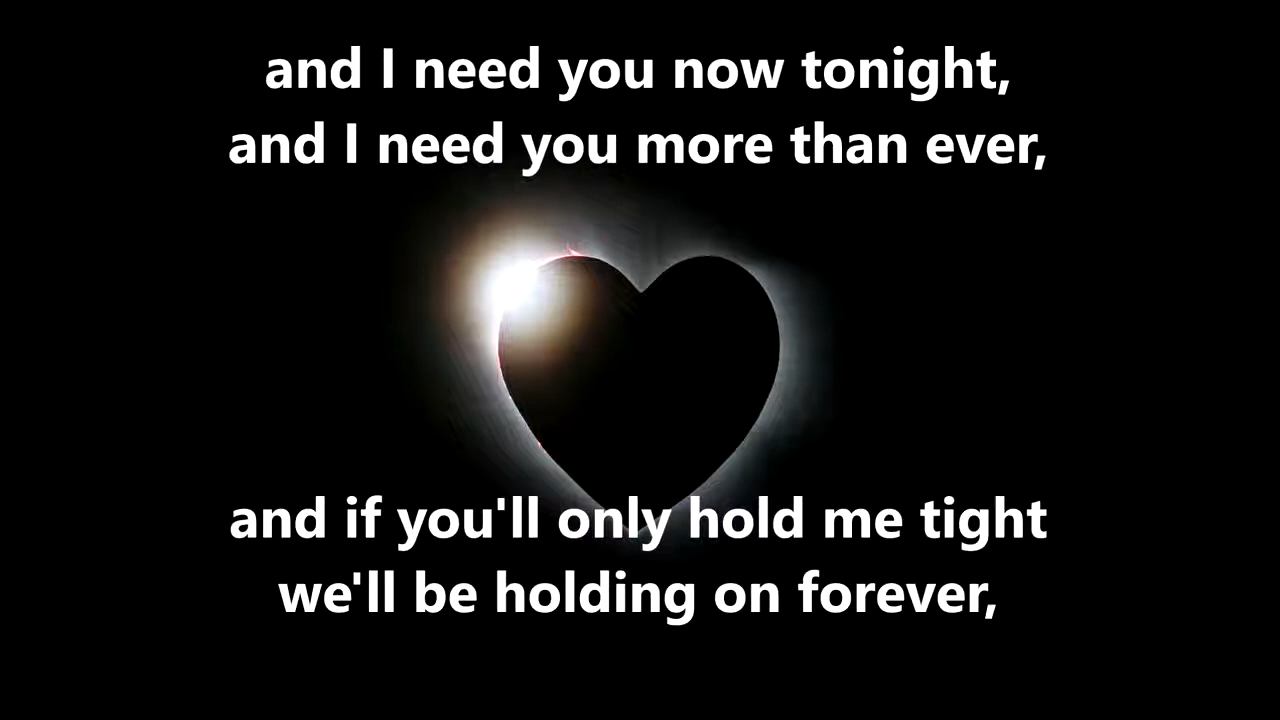 and I need you now tonight,
and I need you more than ever,
and if you'll only hold me tight
we'll be holding on forever,